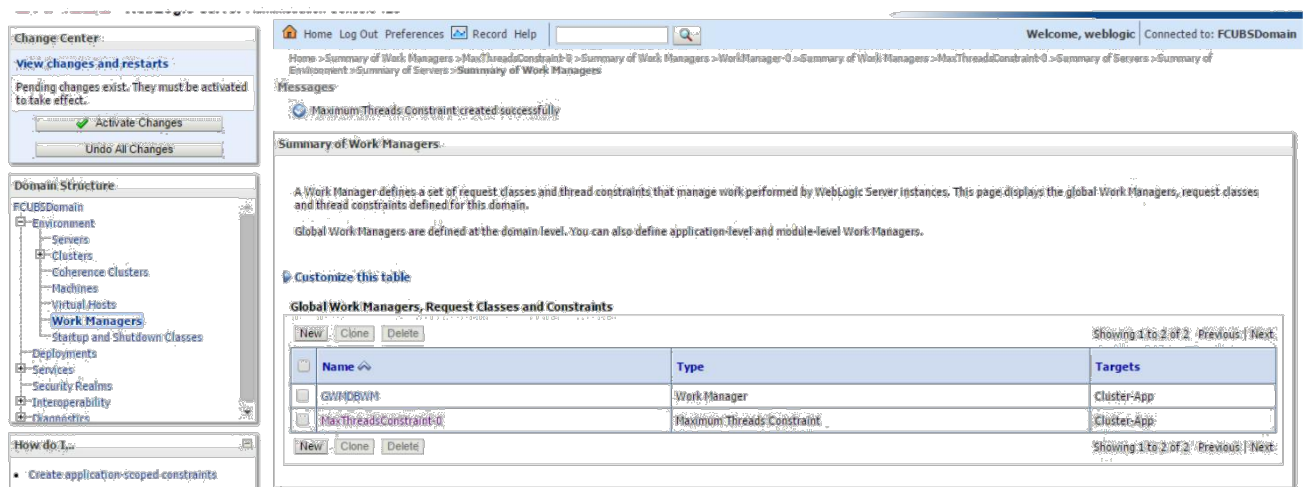 Change Center
View changes and restarts
Pending changes exist. They must be activated
to take effect.
Activate Changes
Undo All Changes
Domain Structure
FCUBSDomain
Environment
Servers
Clusters
Coherence Clusters
Machines
Virtual Hosts
Work Managers
Startup and Shutdown Classes
Deployments
Services
Security Realms
Interoperability
Diagnostics
How do I...
Create application-scoped constraints
Home Log Out Preferences Record Help
Welcome, weblogic Connected to: FCUBSDomain
Home >Summary of Work Managers >MaxThreadsConstraint-0 >Summary of Work Managers >WorkManager-0 >Summary of Work Managers >MaxThreadsConstraint-0 >Summary of Servers >Summary of
Environment >Summary of Servers >Summary of Work Managers
Messages
Maximum Threads Constraint created successfully
Summary of Work Managers
A Work Manager defines a set of request classes and thread constraints that manage work performed by WebLogic Server instances. This page displays the global Work Managers, request classes
and thread constraints defined for this domain.
Global Work Managers are defined at the domain level. You can also define application-level and module-level Work Managers.
Customize this table
Global Work Managers, Request Classes and Constraints
New Clone Delete Showing 1 to 2 of 2 Previous | Next
Name Type Targets
GWMDBWM Work Manager Cluster-App
MaxThreadsConstraint-0 Maximum Threads Constraint Cluster-App
New Clone Delete Showing 1 to 2 of 2 Previous | Next